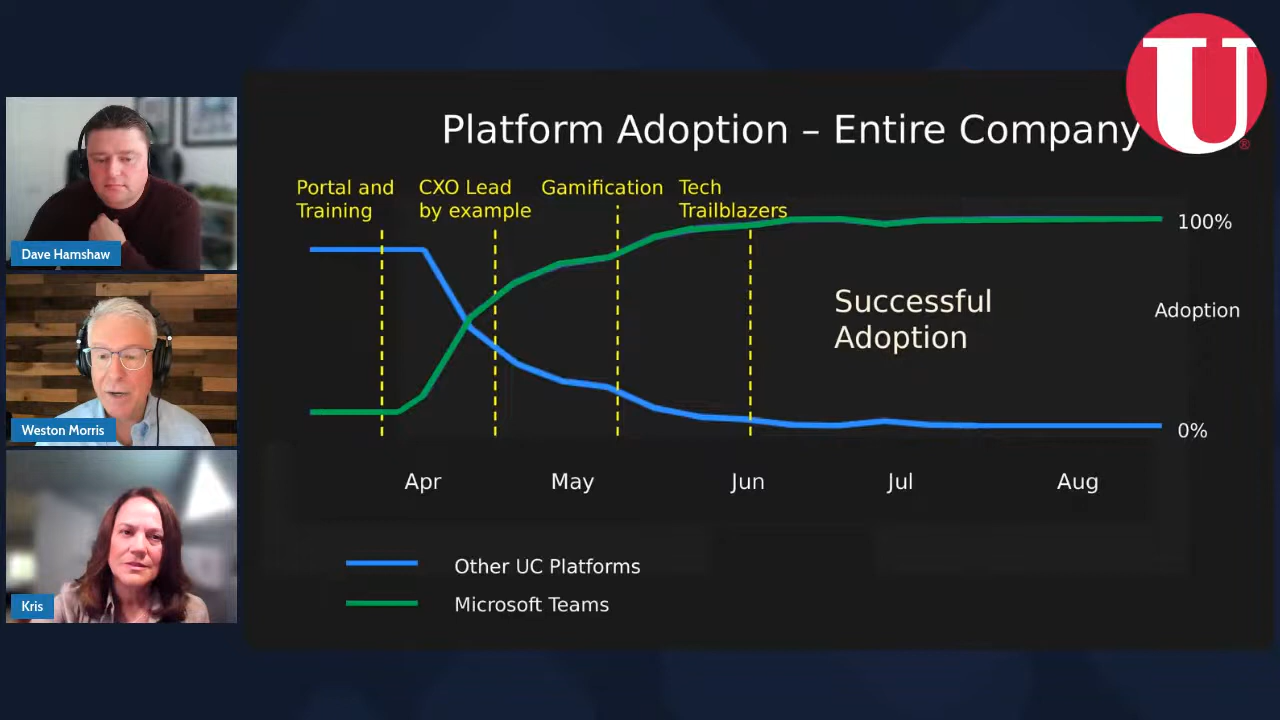 U
®
Platform Adoption – Entire Company
Portal and
Training
CXO Lead
by example
Gamification
Tech
Trailblazers
100%
Successful
Adoption
Adoption
0%
Apr
May
Jun
Jul
Aug
Other UC Platforms
Microsoft Teams
Dave Hamshaw
Weston Morris
Kris